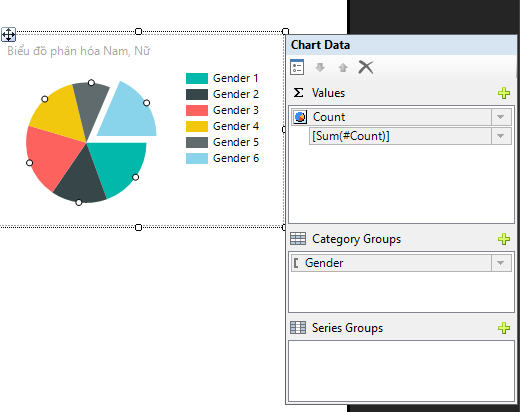 Biểu đồ phân hóa Nam, Nữ
Gender 1
Gender 2
Gender 3
Gender 4
Gender 5
Gender 6
Chart Data
Σ Values
Count
[Sum(#Count)]
Category Groups
Gender
Series Groups